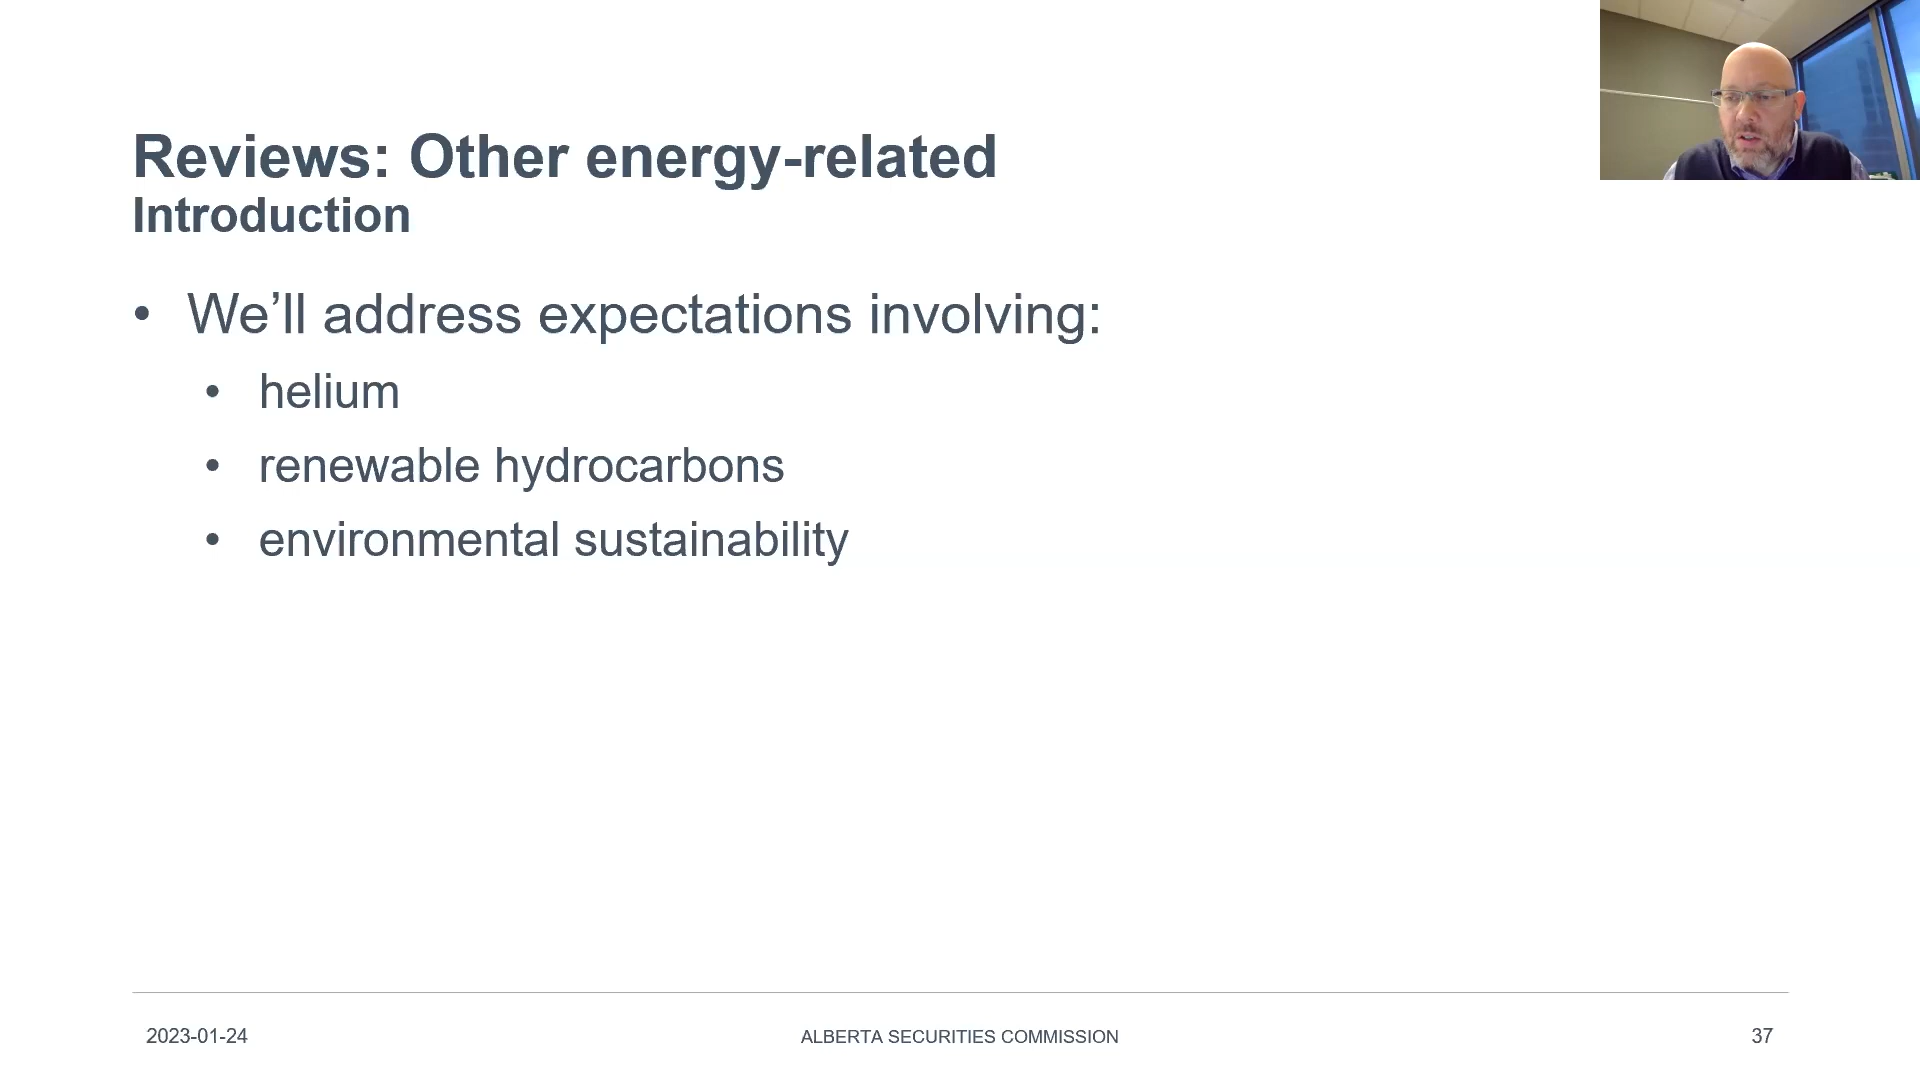 Reviews: Other energy-related
Introduction
• We’ll address expectations involving:
• helium
• renewable hydrocarbons
• environmental sustainability
2023-01-24
ALBERTA SECURITIES COMMISSION
37